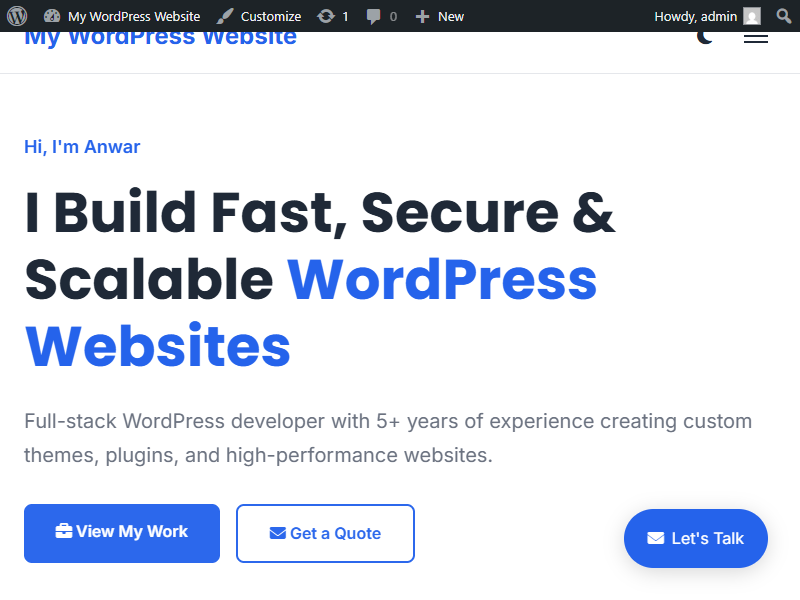 My WordPress Website Customize 1 0 New Howdy, admin
My WordPress Website
Hi, I'm Anwar
I Build Fast, Secure &
Scalable WordPress
Websites
Full-stack WordPress developer with 5+ years of experience creating custom
themes, plugins, and high-performance websites.
View My Work Get a Quote Let's Talk